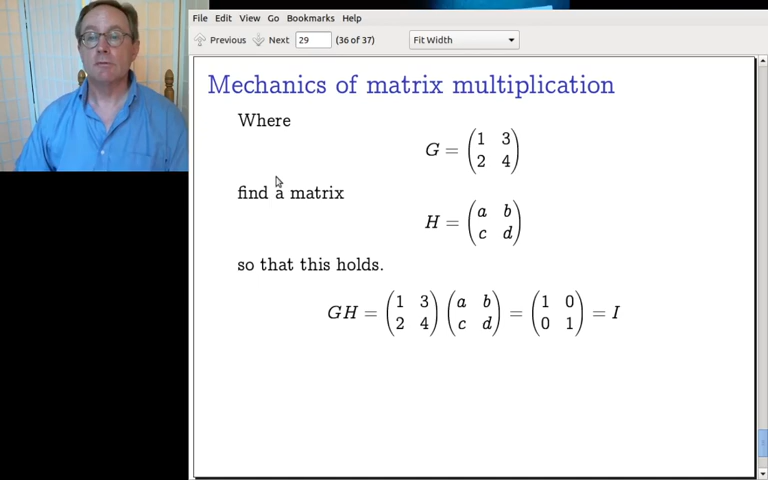 File Edit View Go Bookmarks Help
Previous Next 29 (36 of 37) Fit Width
Mechanics of matrix multiplication
Where
G = (1 3
2 4)
find a matrix
H = (a b
c d)
so that this holds.
GH = (1 3
2 4) (a b
c d) = (1 0
0 1) = I